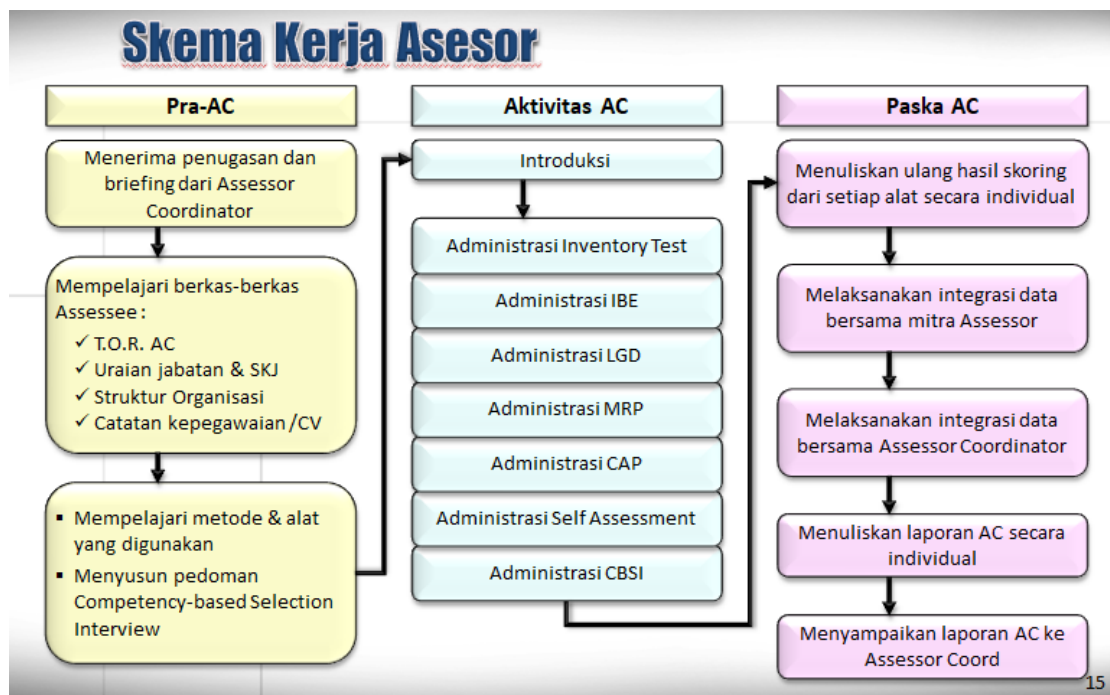 Skema Kerja Asesor
Pra-AC
Menerima penugasan dan
briefing dari Assessor
Coordinator
Mempelajari berkas-berkas
Assessee :
✓ T.O.R. AC
✓ Uraian jabatan & SKJ
✓ Struktur Organisasi
✓ Catatan kepegawaian /CV
▪ Mempelajari metode & alat
yang digunakan
▪ Menyusun pedoman
Competency-based Selection
Interview
Aktivitas AC
Introduksi
Administrasi Inventory Test
Administrasi IBE
Administrasi LGD
Administrasi MRP
Administrasi CAP
Administrasi Self Assessment
Administrasi CBSI
Paska AC
Menuliskan ulang hasil skoring
dari setiap alat secara individual
Melaksanakan integrasi data
bersama mitra Assessor
Melaksanakan integrasi data
bersama Assessor Coordinator
Menuliskan laporan AC secara
individual
Menyampaikan laporan AC ke
Assessor Coord
15